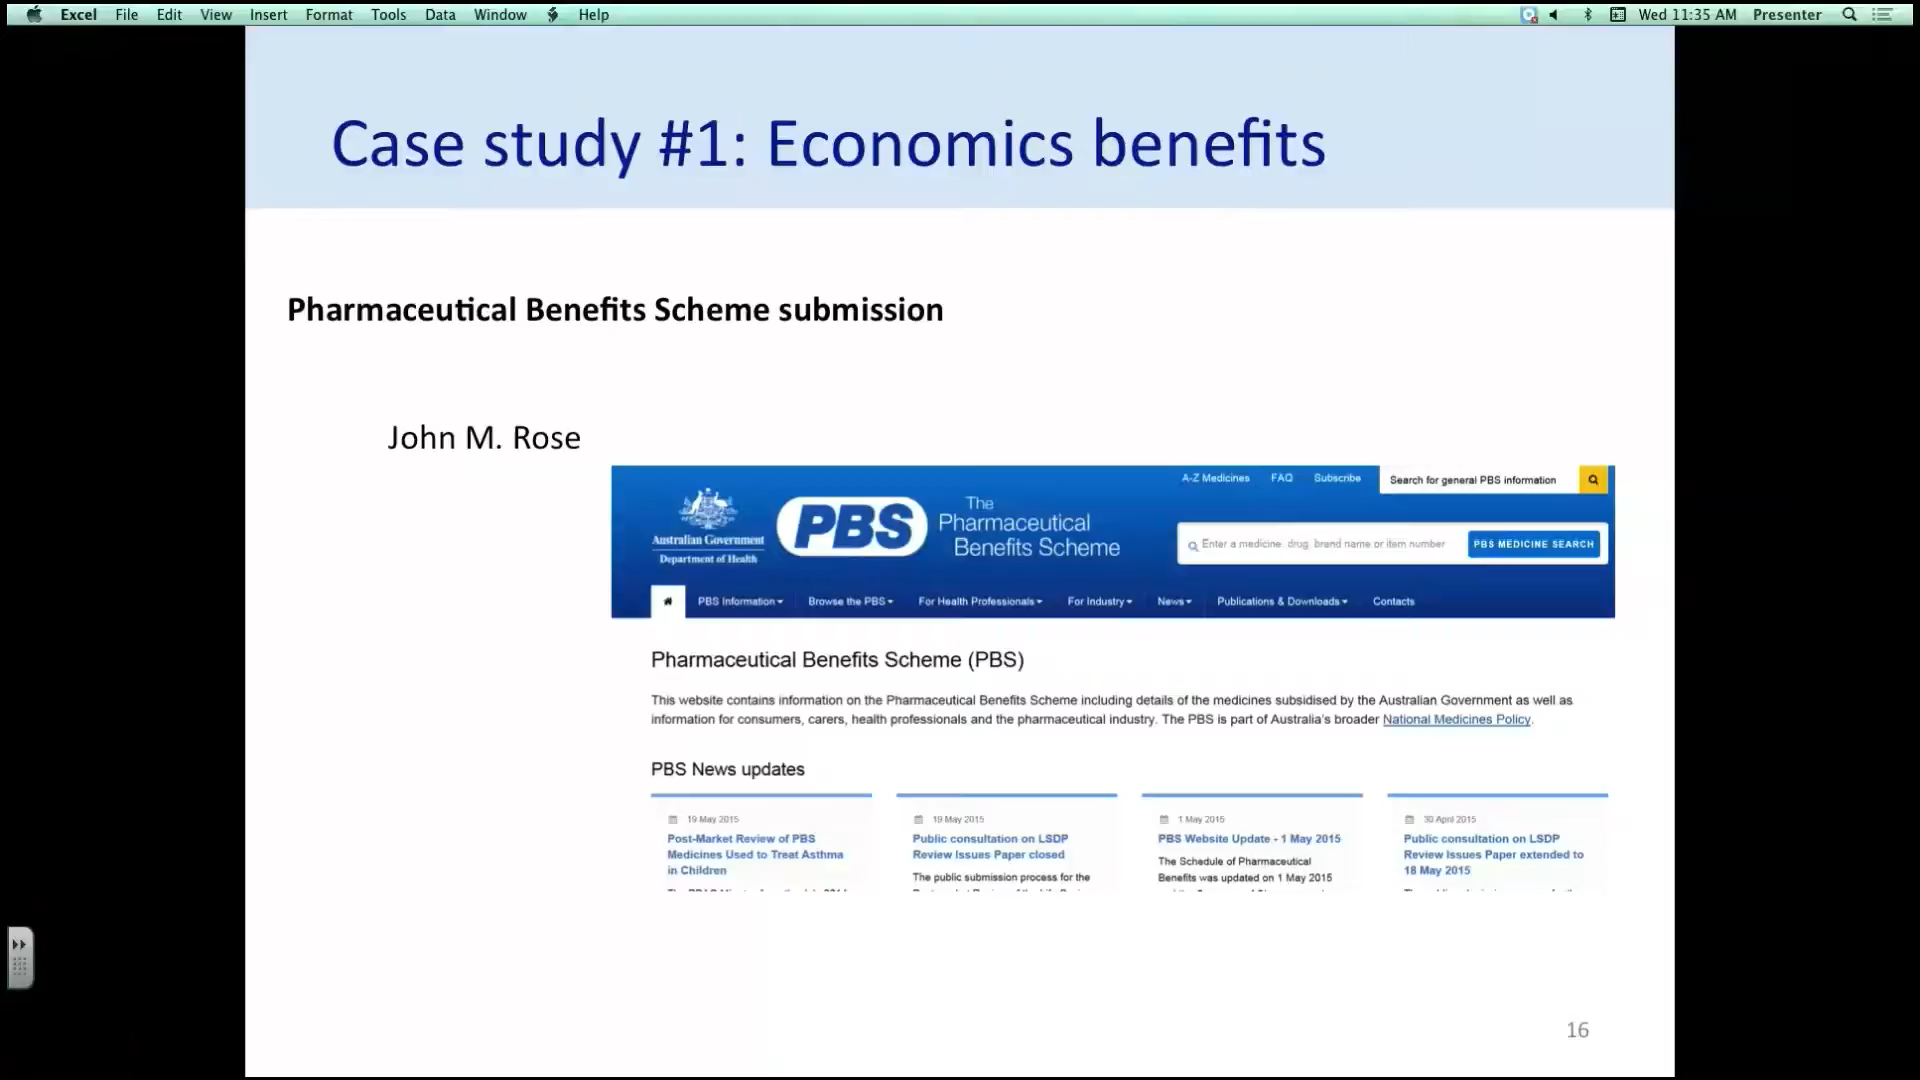 Excel File Edit View Insert Format Tools Data Window Help Wed 11:35 AM Presenter
Case study #1: Economics benefits
Pharmaceutical Benefits Scheme submission
John M. Rose
A-Z Medicines FAQ Subscribe Search for general PBS information
Australian Government
Department of Health
PBS
The
Pharmaceutical
Benefits Scheme
Enter a medicine, drug, brand name or item number PBS MEDICINE SEARCH
PBS Information Browse the PBS For Health Professionals For Industry News Publications & Downloads Contacts
Pharmaceutical Benefits Scheme (PBS)
This website contains information on the Pharmaceutical Benefits Scheme including details of the medicines subsidised by the Australian Government as well as
information for consumers, carers, health professionals and the pharmaceutical industry. The PBS is part of Australia's broader National Medicines Policy.
PBS News updates
19 May 2015
Post-Market Review of PBS
Medicines Used to Treat Asthma
in Children
19 May 2015
Public consultation on LSDP
Review Issues Paper closed
The public submission process for the
1 May 2015
PBS Website Update - 1 May 2015
The Schedule of Pharmaceutical
Benefits was updated on 1 May 2015
30 April 2015
Public consultation on LSDP
Review Issues Paper extended to
18 May 2015
16